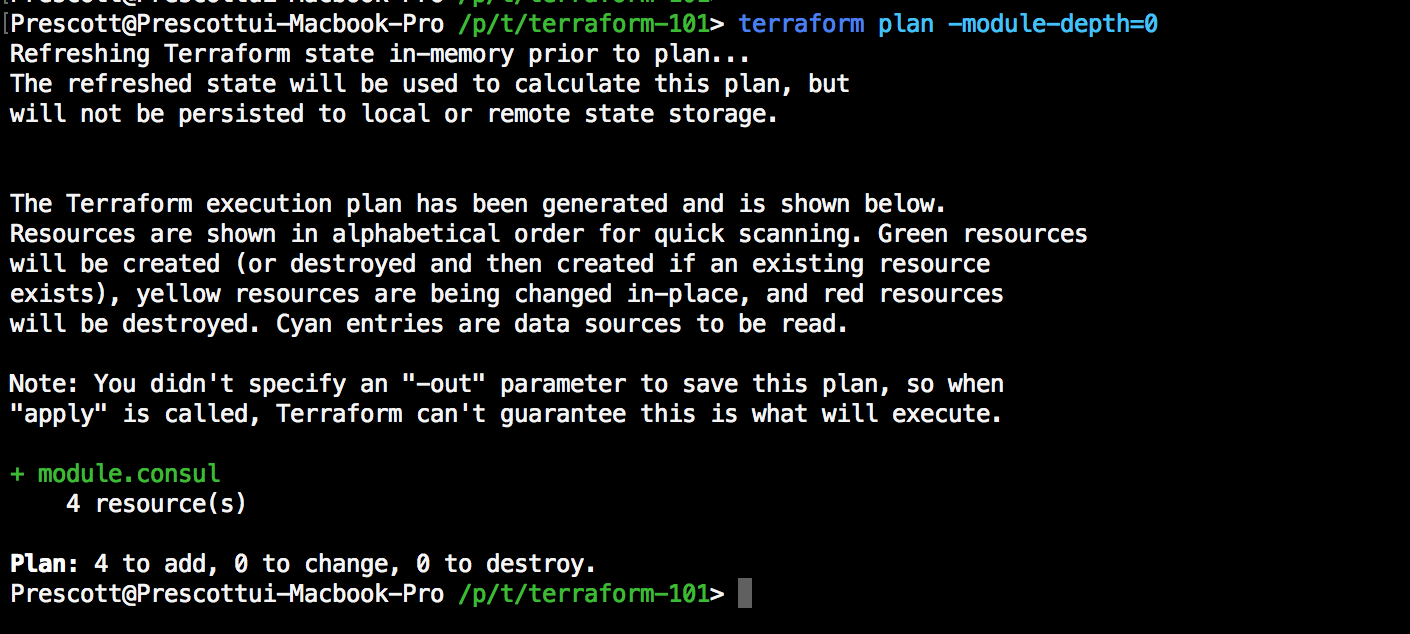 Prescott@Prescottui-Macbook-Pro /p/t/terraform-101>
[Prescott@Prescottui-Macbook-Pro /p/t/terraform-101> terraform plan -module-depth=0
Refreshing Terraform state in-memory prior to plan...
The refreshed state will be used to calculate this plan, but
will not be persisted to local or remote state storage.
The Terraform execution plan has been generated and is shown below.
Resources are shown in alphabetical order for quick scanning. Green resources
will be created (or destroyed and then created if an existing resource
exists), yellow resources are being changed in-place, and red resources
will be destroyed. Cyan entries are data sources to be read.
Note: You didn't specify an "-out" parameter to save this plan, so when
"apply" is called, Terraform can't guarantee this is what will execute.
+ module.consul
4 resource(s)
Plan: 4 to add, 0 to change, 0 to destroy.
Prescott@Prescottui-Macbook-Pro /p/t/terraform-101>